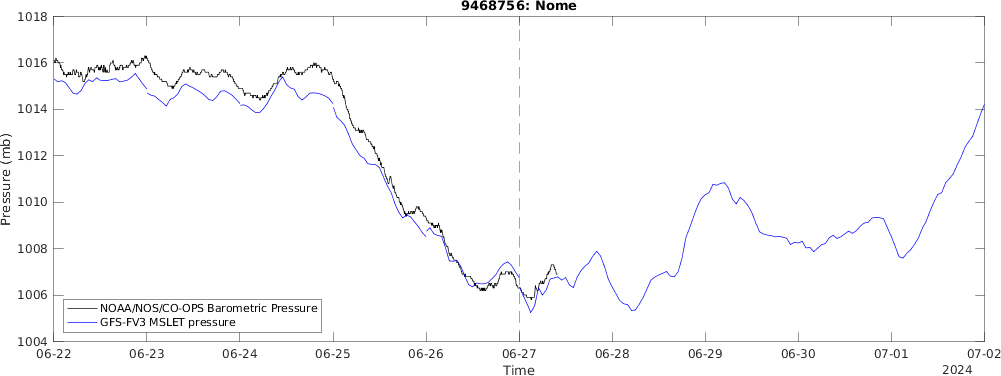 9468756: Nome
Pressure (mb)
1018
1016
1014
1012
1010
1008
1006
1004
NOAA/NOS/CO-OPS Barometric Pressure
GFS-FV3 MSLET pressure
06-22 06-23 06-24 06-25 06-26 06-27 06-28 06-29 06-30 07-01 07-02
Time
2024